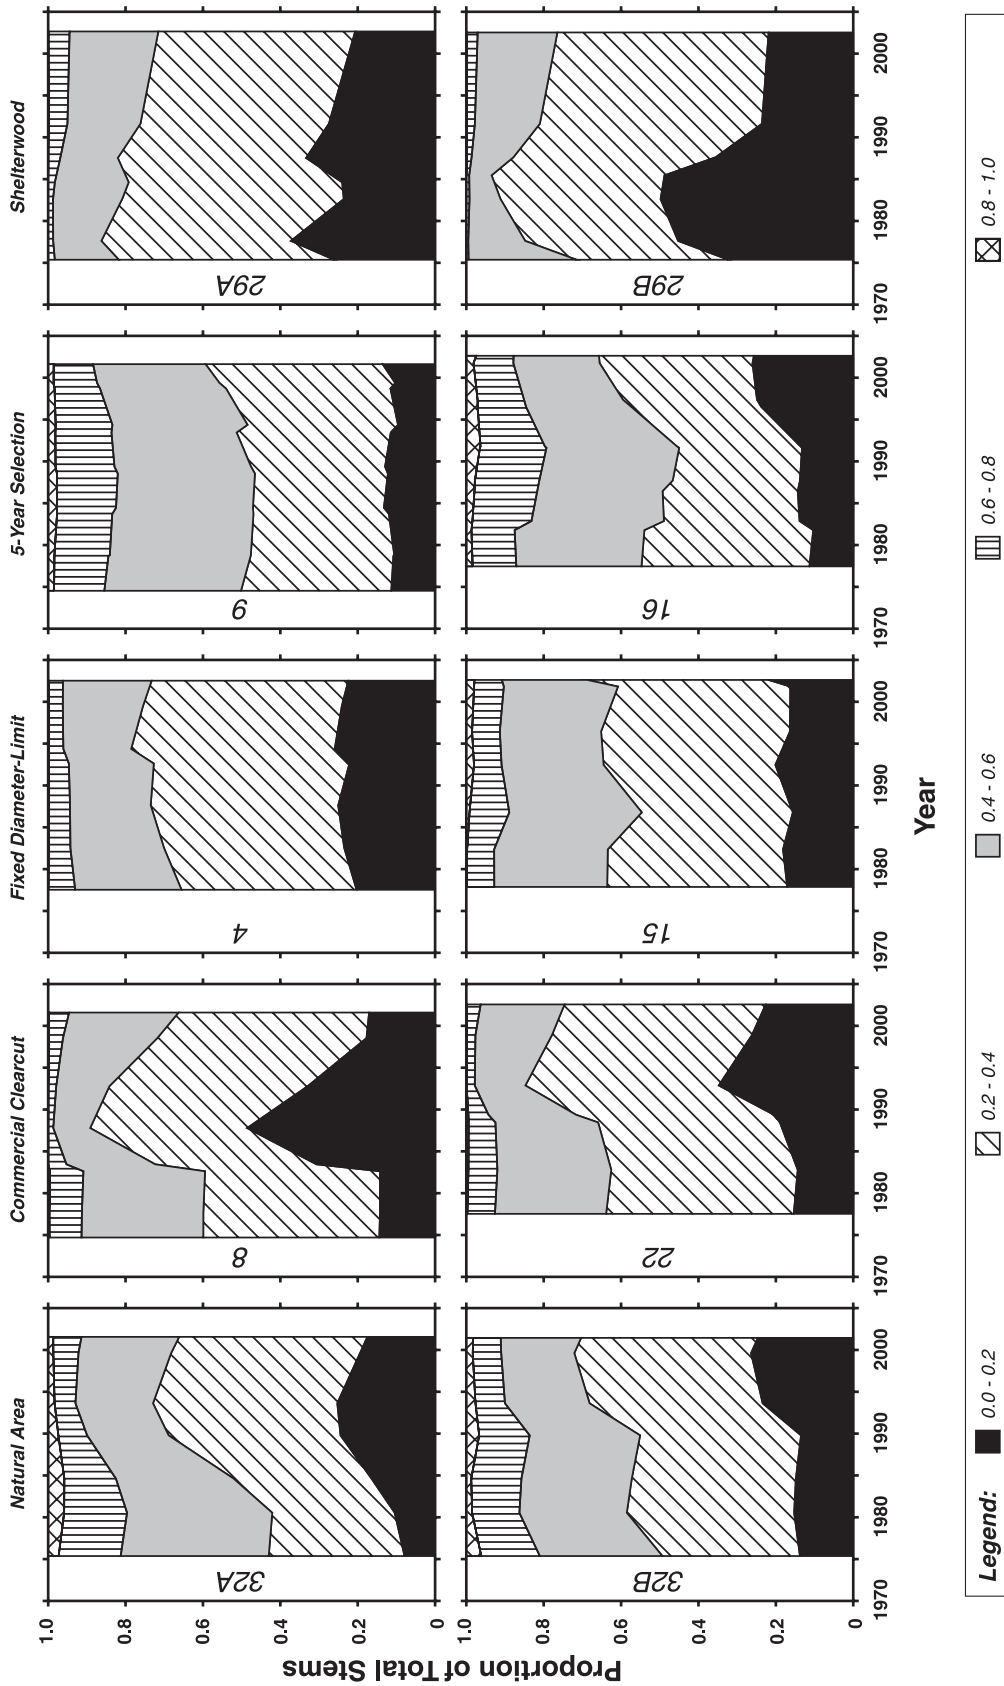 Natural Area
Commercial Clearcut
Fixed Diameter-Limit
5-Year Selection
Shelterwood
Proportion of Total Stems
1.0
0.8
0.6
0.4
0.2
0
32A
8
4
9
29A
1.0
0.8
0.6
0.4
0.2
0
32B
22
15
16
29B
1970 1980 1990 2000
1970 1980 1990 2000
1970 1980 1990 2000
1970 1980 1990 2000
1970 1980 1990 2000
Year
Legend: 0.0 - 0.2 0.2 - 0.4 0.4 - 0.6 0.6 - 0.8 0.8 - 1.0